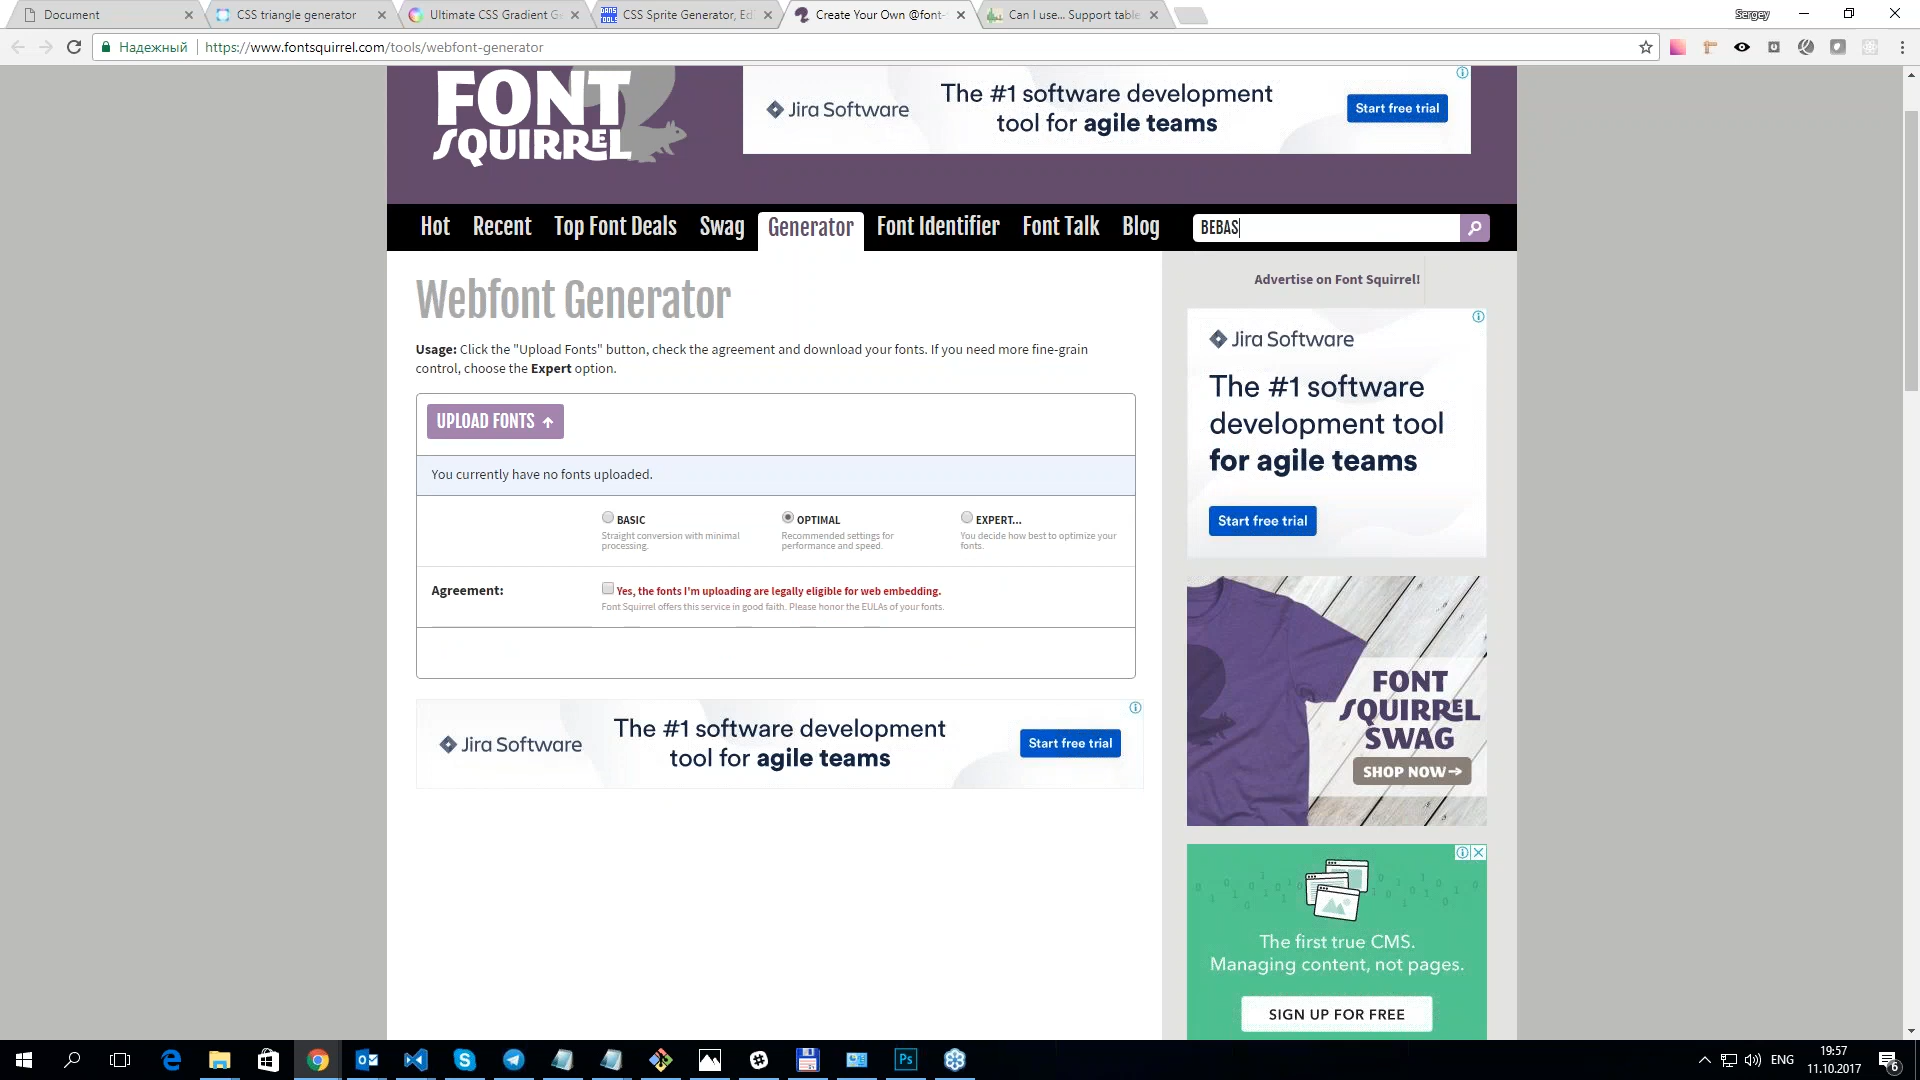 Document
CSS triangle generator
Ultimate CSS Gradient G
CSS Sprite Generator, Ed
Create Your Own @font-
Can I use... Support table
Sergey
Надежный
https://www.fontsquirrel.com/tools/webfont-generator
FONT
SQUIRREL
Jira Software
The #1 software development
tool for agile teams
Start free trial
Hot
Recent
Top Font Deals
Swag
Generator
Font Identifier
Font Talk
Blog
BEBAS
Webfont Generator
Usage: Click the "Upload Fonts" button, check the agreement and download your fonts. If you need more fine-grain
control, choose the Expert option.
UPLOAD FONTS
You currently have no fonts uploaded.
BASIC
Straight conversion with minimal
processing.
OPTIMAL
Recommended settings for
performance and speed.
EXPERT...
You decide how best to optimize your
fonts.
Agreement:
Yes, the fonts I'm uploading are legally eligible for web embedding.
Font Squirrel offers this service in good faith. Please honor the EULAs of your fonts.
Jira Software
The #1 software development
tool for agile teams
Start free trial
Advertise on Font Squirrel!
Jira Software
The #1 software
development tool
for agile teams
Start free trial
FONT
SQUIRREL
SWAG
SHOP NOW
The first true CMS.
Managing content, not pages.
SIGN UP FOR FREE
Ps
ENG
19:57
11.10.2017
6